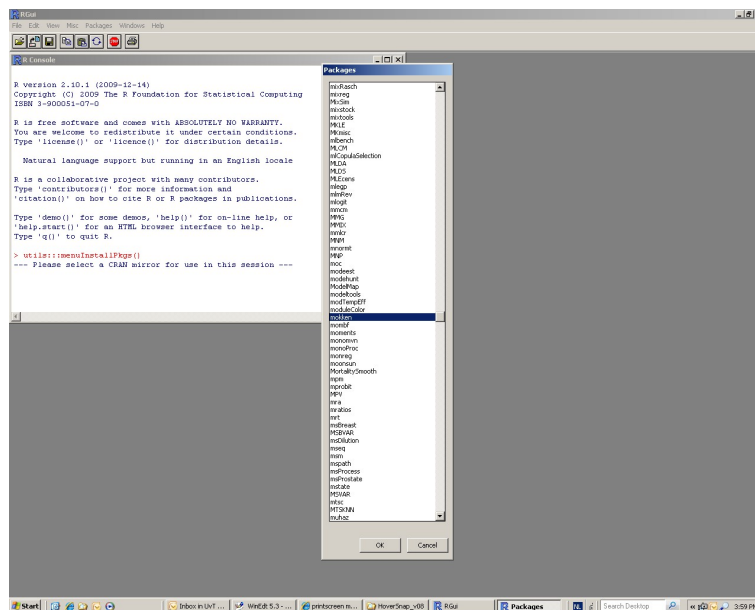 RGui
File Edit View Misc Packages Windows Help
STOP
R Console
R version 2.10.1 (2009-12-14)
Copyright (C) 2009 The R Foundation for Statistical Computing
ISBN 3-900051-07-0
R is free software and comes with ABSOLUTELY NO WARRANTY.
You are welcome to redistribute it under certain conditions.
Type 'license()' or 'licence()' for distribution details.
Natural language support but running in an English locale
R is a collaborative project with many contributors.
Type 'contributors()' for more information and
'citation()' on how to cite R or R packages in publications.
Type 'demo()' for some demos, 'help()' for on-line help, or
'help.start()' for an HTML browser interface to help.
Type 'q()' to quit R.
> utils:::menuInstallPkgs()
--- Please select a CRAN mirror for use in this session ---
Packages
mixRasch
mixreg
MixSim
mixstock
mixtools
MKLE
MKmisc
mlbench
MLCM
mlCopulaSelection
MLDA
MLDS
MLEcens
mlegp
mlmRev
mlogit
mmcm
MMG
MMIX
mmlcr
MNM
mnormt
MNP
moc
modeest
modehunt
ModelMap
modeltools
modTempEff
moduleColor
mokken
mombf
moments
monomvn
monoProc
monreg
moonsun
MortalitySmooth
mpm
mprobit
MPV
mra
mratios
mrt
msBreast
MSBVAR
msDilution
mseq
msm
mspath
msProcess
msProstate
mstate
MSVAR
mtsc
MTSKNN
muhaz
OK Cancel
Start Inbox in UvT ... WinEdt 5.3 - ... printscreen m... HoverSnap_v08 RGui Packages NL Search Desktop 3:59 PM